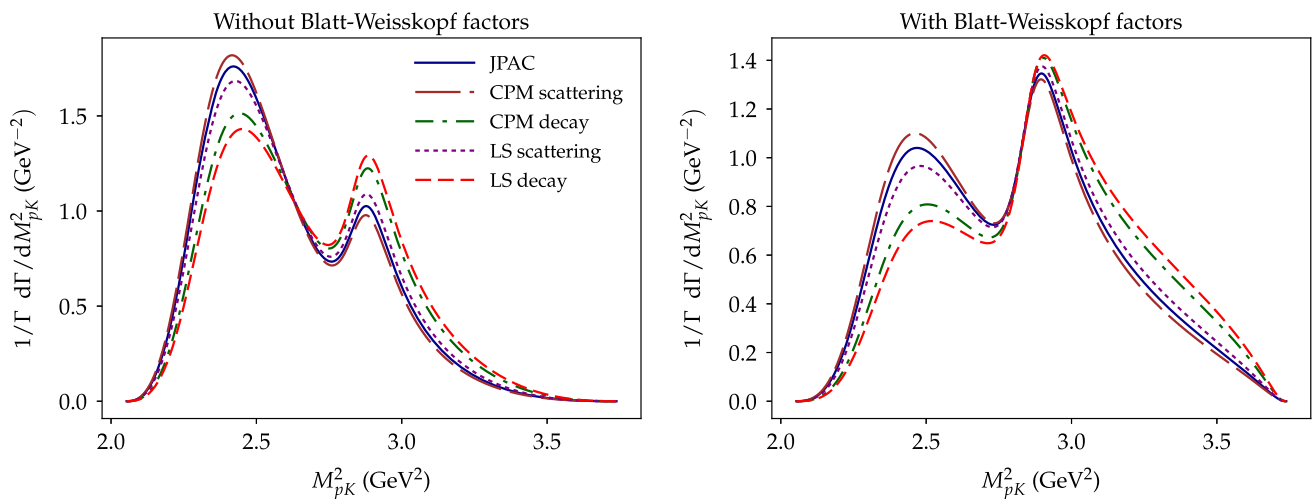 Without Blatt-Weisskopf factors
1/Γ dΓ/dM²pK (GeV⁻²)
1.5
1.0
0.5
0.0
JPAC
CPM scattering
CPM decay
LS scattering
LS decay
2.0 2.5 3.0 3.5
M²pK (GeV²)
With Blatt-Weisskopf factors
1/Γ dΓ/dM²pK (GeV⁻²)
1.4
1.2
1.0
0.8
0.6
0.4
0.2
0.0
2.0 2.5 3.0 3.5
M²pK (GeV²)